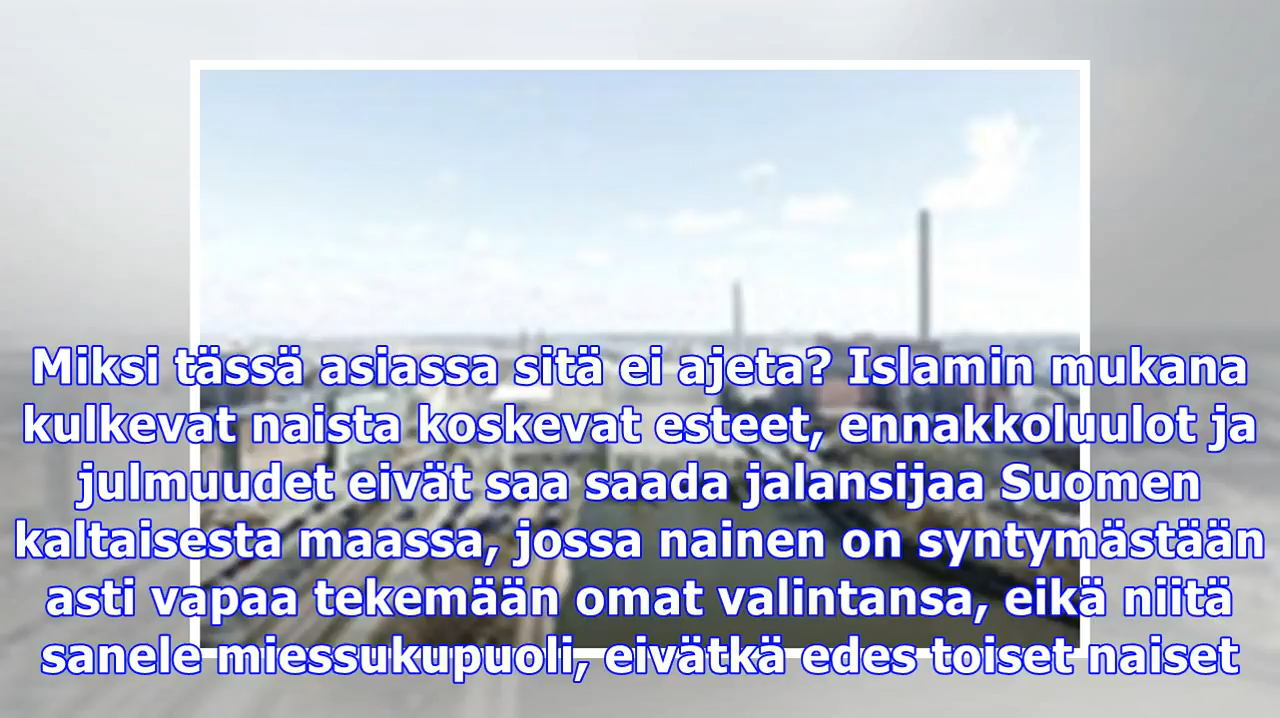 Miksi tässä asiassa sitä ei ajeta? Islamin mukana
kulkevat naista koskevat esteet, ennakkoluulot ja
julmuudet eivät saa saada jalansijaa Suomen
kaltaisesta maassa, jossa nainen on syntymästään
asti vapaa tekemään omat valintansa, eikä niitä
sanele miessukupuoli, eivätkä edes toiset naiset